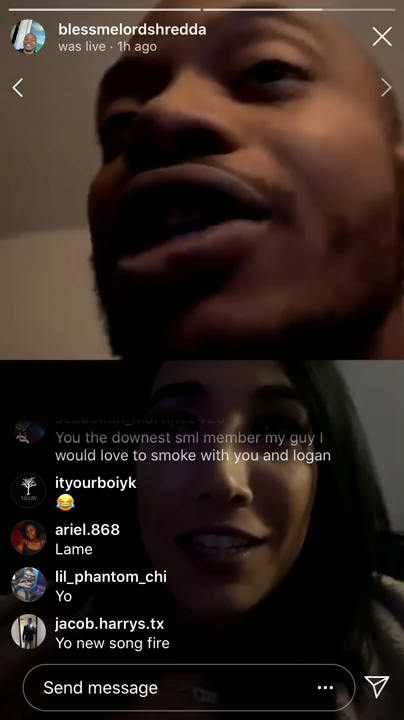 blessmelordshredda
was live · 1h ago
You the downest sml member my guy I
would love to smoke with you and logan
ityourboiyk
😂
ariel.868
Lame
lil_phantom_chi
Yo
jacob.harrys.tx
Yo new song fire
Send message